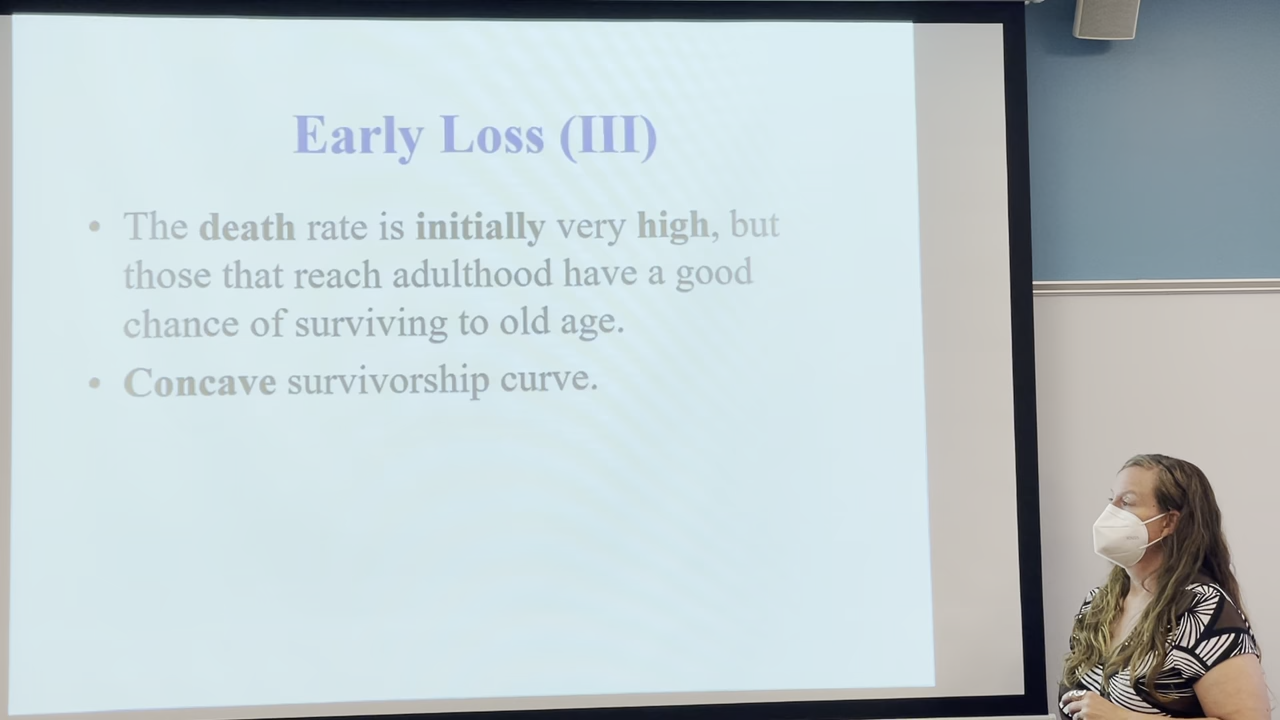 Early Loss (III)
• The death rate is initially very high, but
those that reach adulthood have a good
chance of surviving to old age.
• Concave survivorship curve.